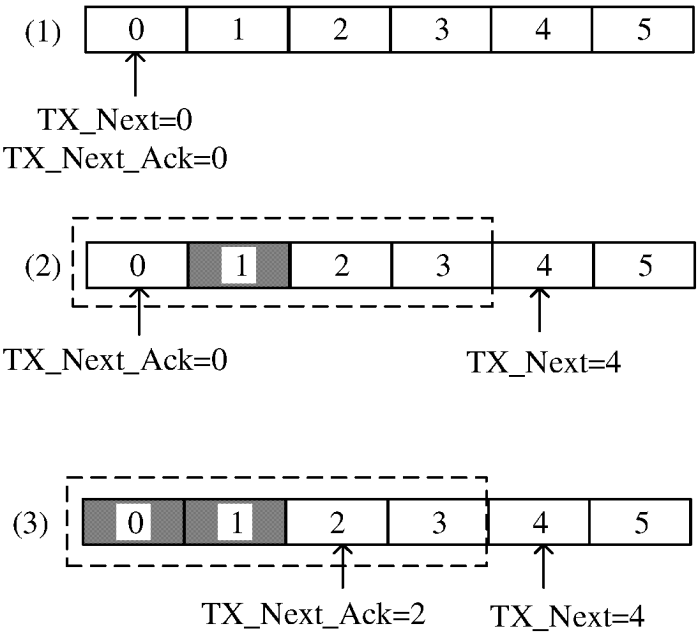 (1) 0 1 2 3 4 5
TX_Next=0
TX_Next_Ack=0
(2) 0 1 2 3 4 5
TX_Next_Ack=0 TX_Next=4
(3) 0 1 2 3 4 5
TX_Next_Ack=2 TX_Next=4